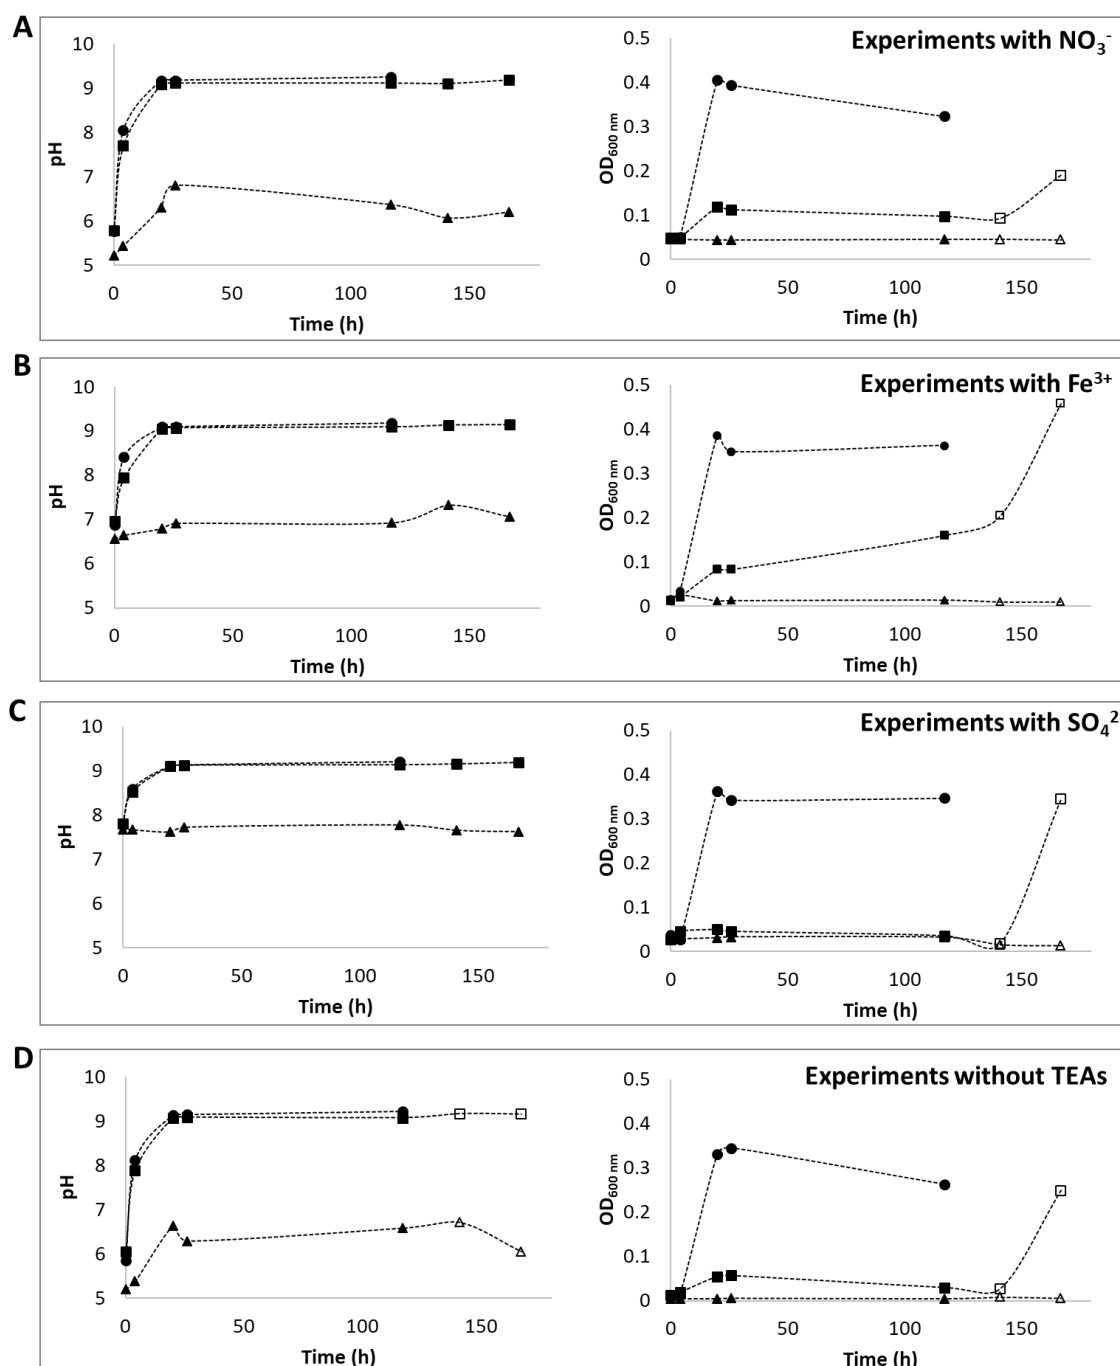 A
Experiments with NO₃⁻
10
9
8
7
6
5
pH
0 50 100 150
Time (h)
0.5
0.4
0.3
0.2
0.1
0
OD600 nm
0 50 100 150
Time (h)
B
Experiments with Fe³⁺
10
9
8
7
6
5
pH
0 50 100 150
Time (h)
0.5
0.4
0.3
0.2
0.1
0
OD600 nm
0 50 100 150
Time (h)
C
Experiments with SO₄²
10
9
8
7
6
5
pH
0 50 100 150
Time (h)
0.5
0.4
0.3
0.2
0.1
0
OD600 nm
0 50 100 150
Time (h)
D
Experiments without TEAs
10
9
8
7
6
5
pH
0 50 100 150
Time (h)
0.5
0.4
0.3
0.2
0.1
0
OD600 nm
0 50 100 150
Time (h)